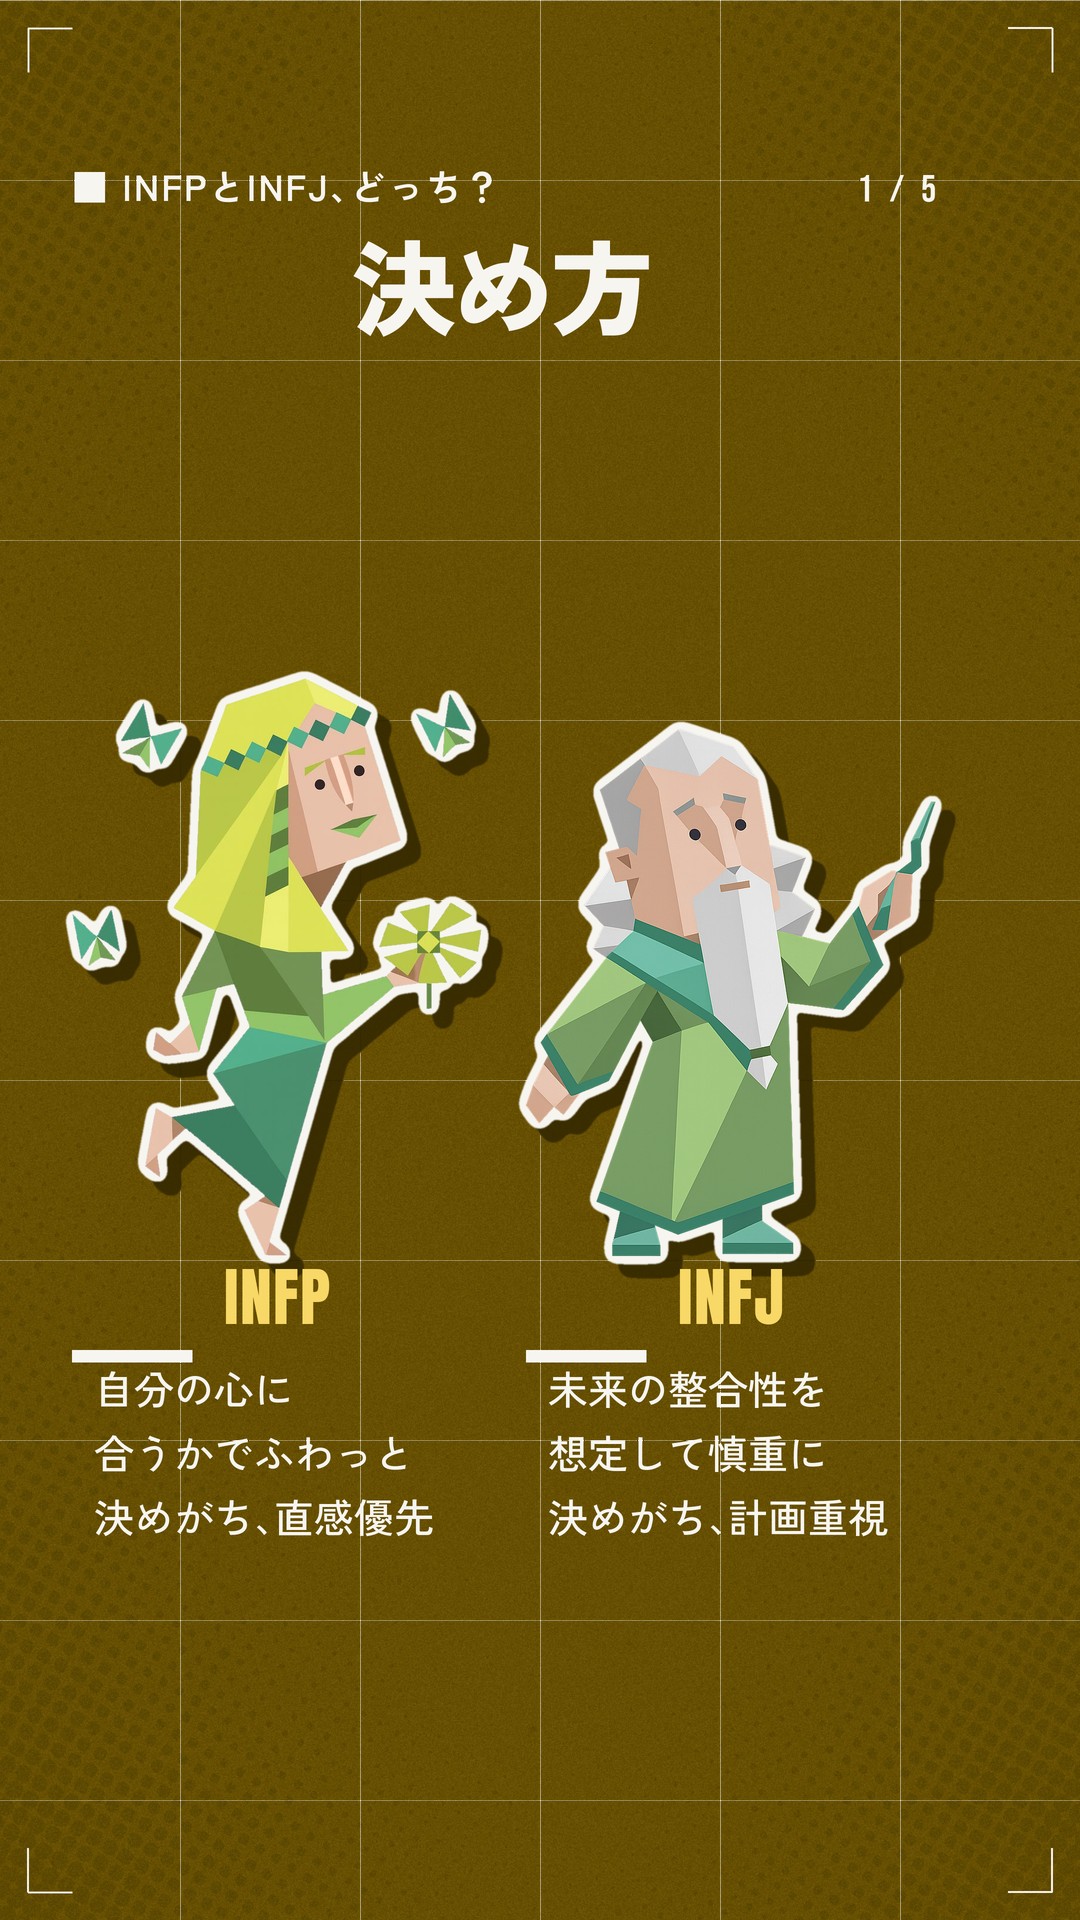 INFPとINFJ、どっち？
1 / 5
決め方
INFP
自分の心に
合うかでふわっと
決めがち、直感優先
INFJ
未来の整合性を
想定して慎重に
決めがち、計画重視